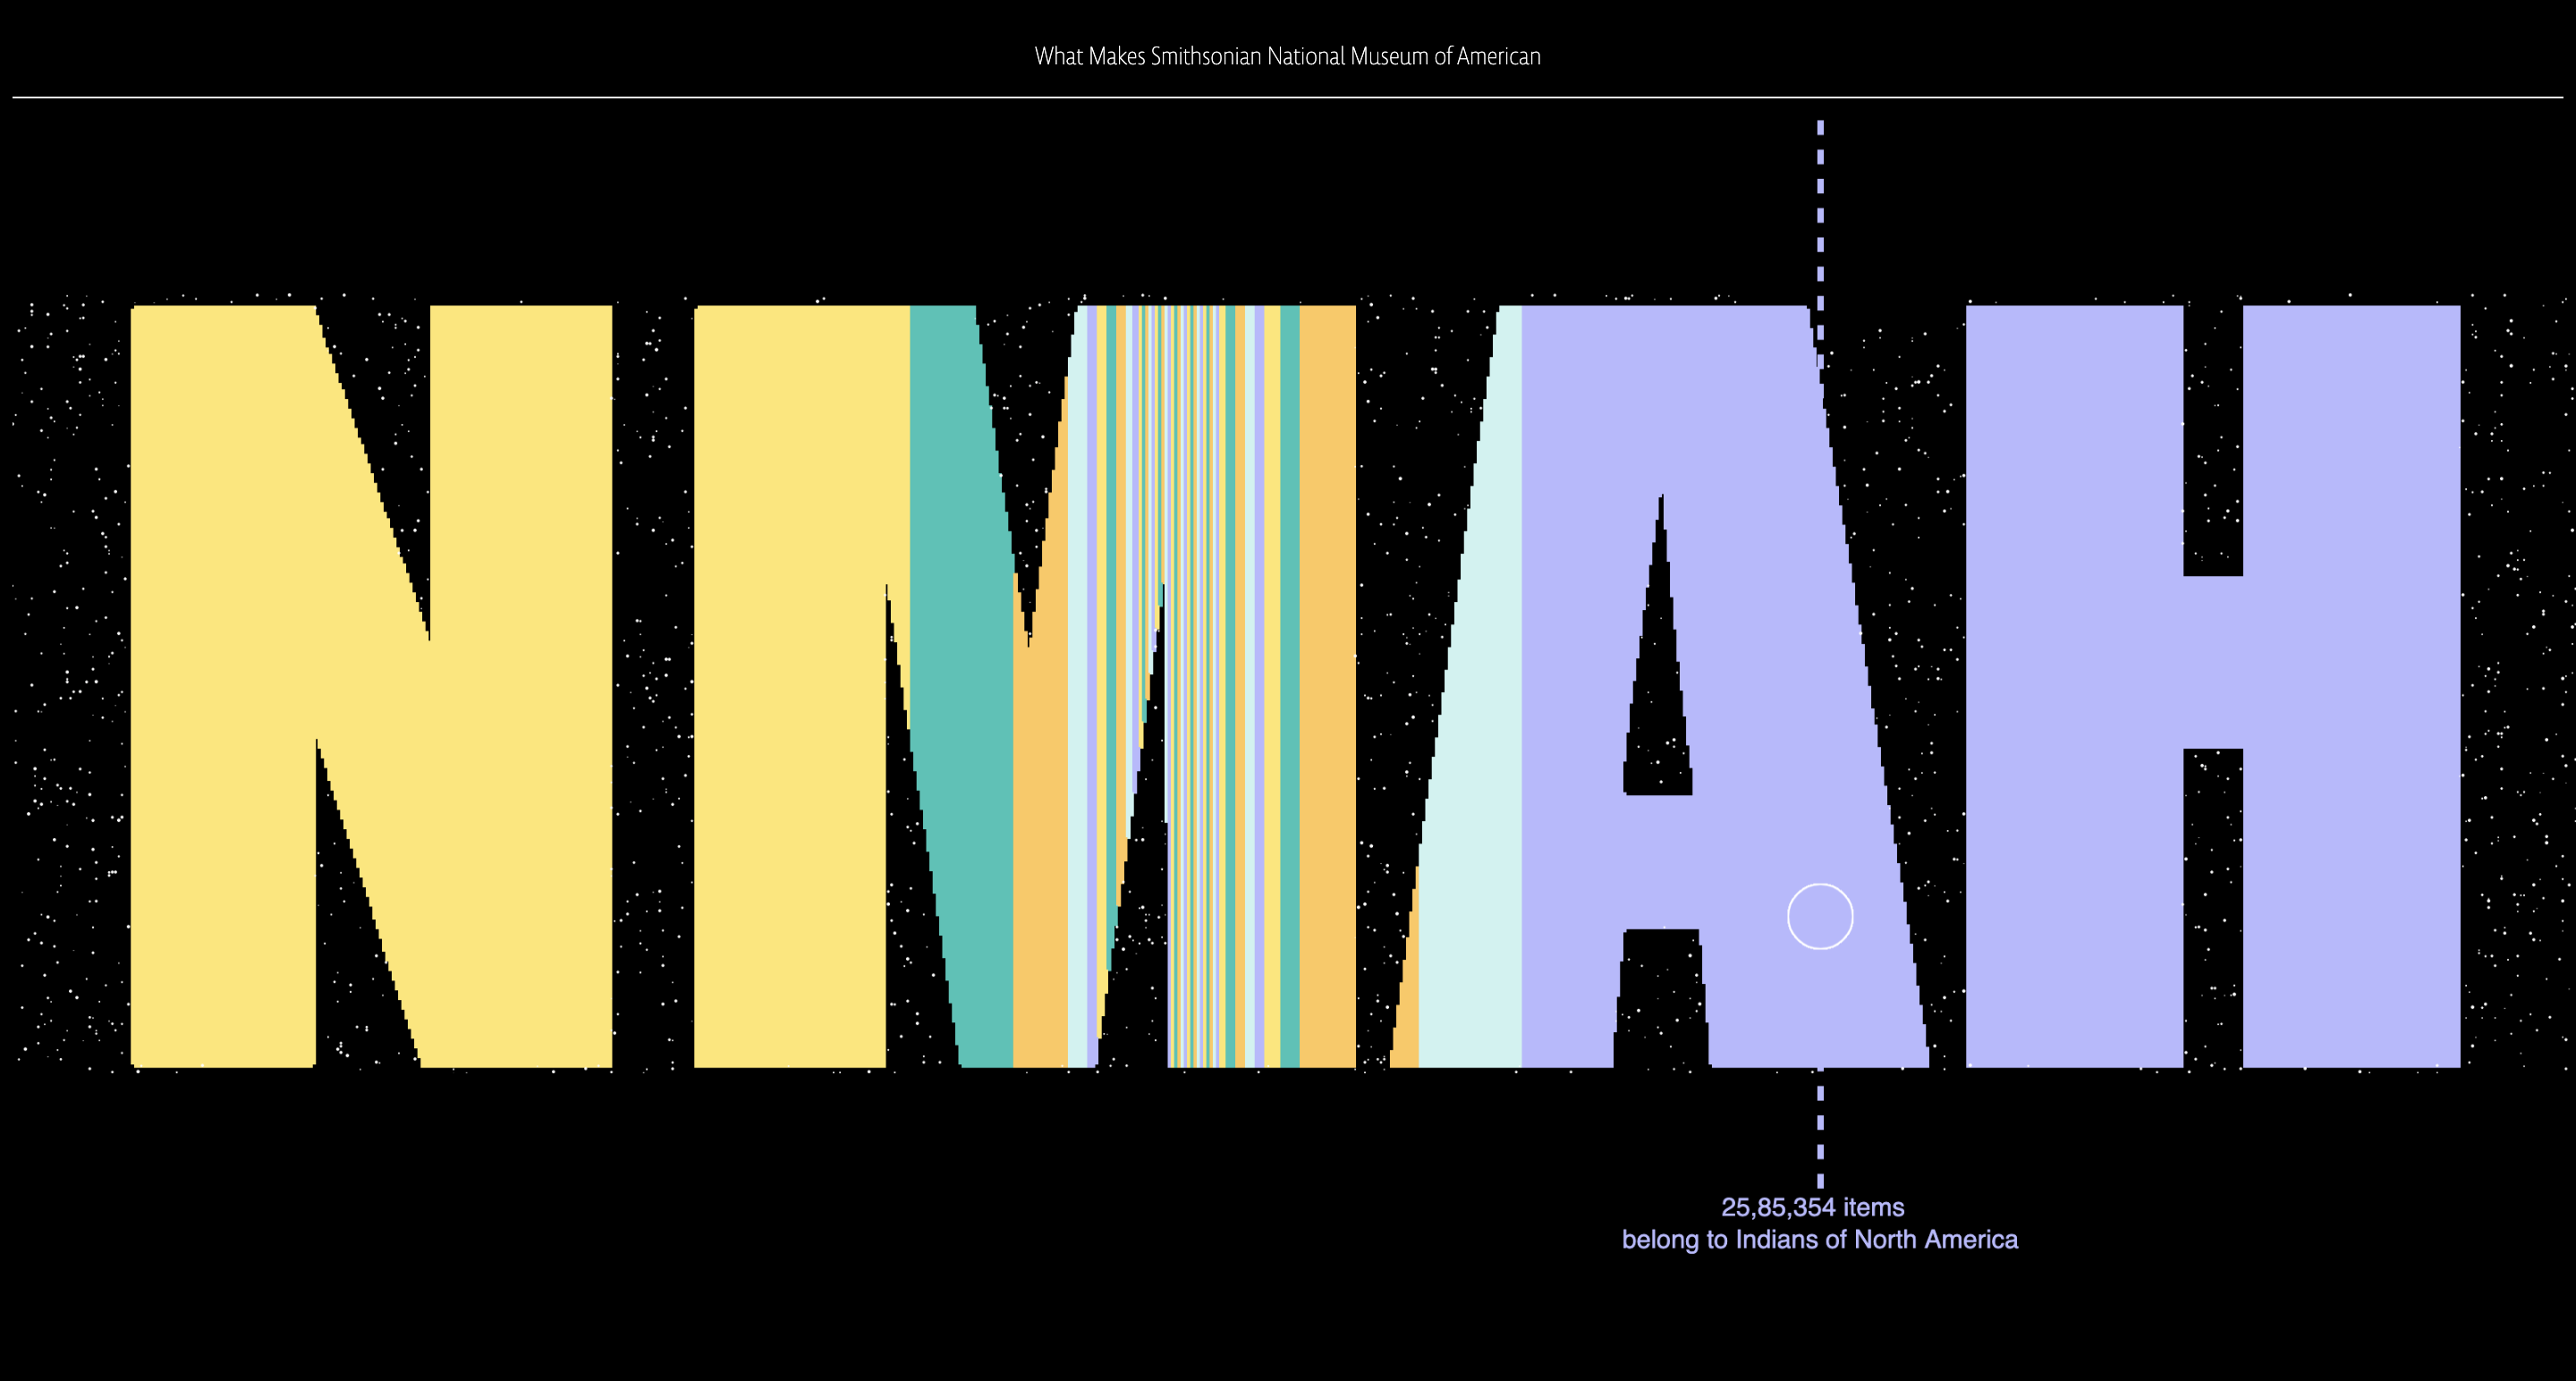 What Makes Smithsonian National Museum of American
NMAH
25,85,354 items
belong to Indians of North America